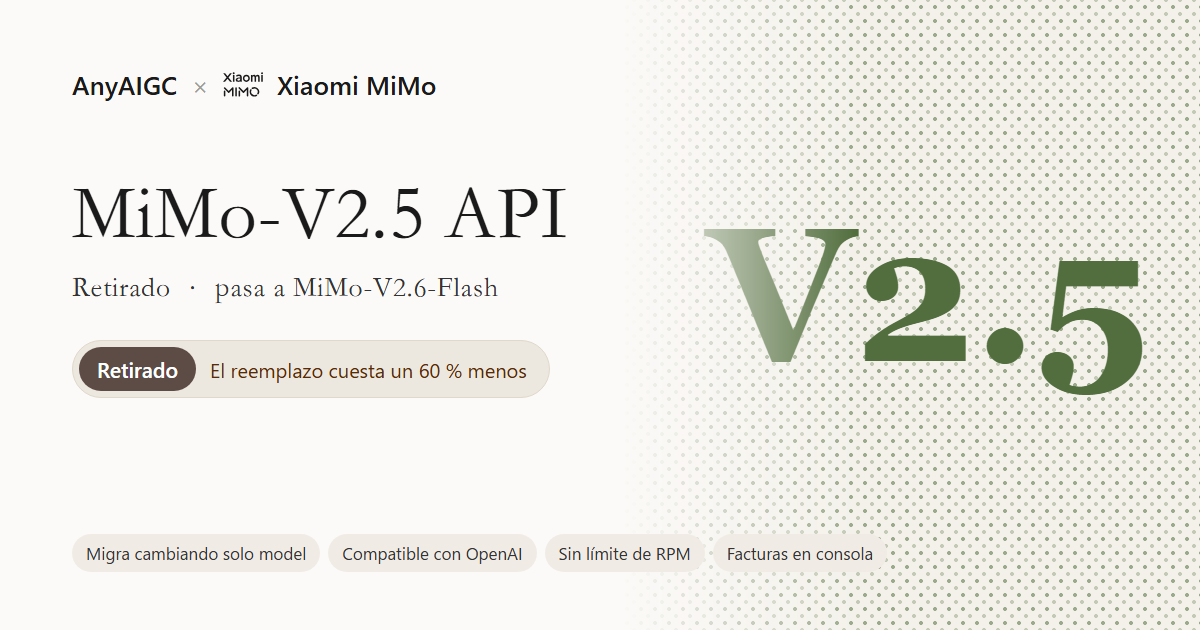 AnyAIGC × Xiaomi MIMO Xiaomi MiMo
MiMo-V2.5 API
Retirado · pasa a MiMo-V2.6-Flash
Retirado El reemplazo cuesta un 60 % menos
V2.5
Migra cambiando solo model Compatible con OpenAI Sin límite de RPM Facturas en consola